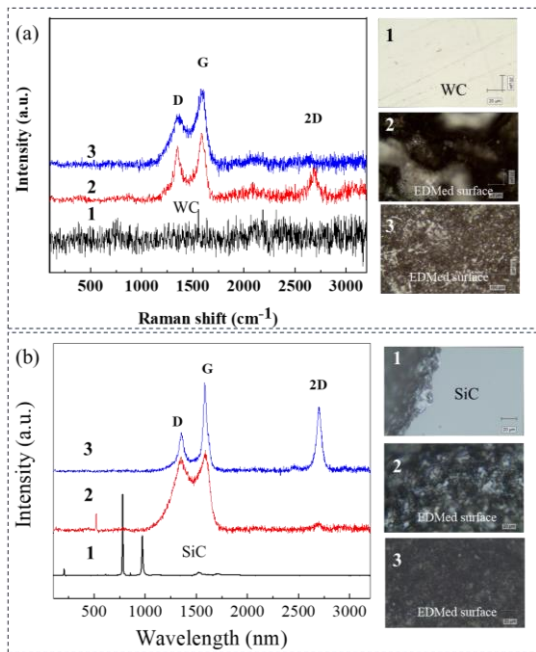 (a)
G
D
2D
3
2
1
WC
Intensity (a.u.)
500 1000 1500 2000 2500 3000
Raman shift (cm-1)
1
WC
2
EDMed surface
3
EDMed surface
(b)
G
D
2D
3
2
1
SiC
Intensity (a.u.)
500 1000 1500 2000 2500 3000
Wavelength (nm)
1
SiC
2
EDMed surface
3
EDMed surface